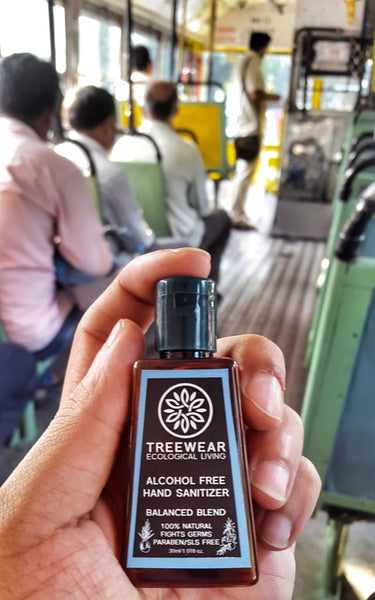 TREEWEAR
ECOLOGICAL LIVING
ALCOHOL FREE
HAND SANITIZER
BALANCED BLEND
100% NATURAL
FIGHTS GERMS
PARABEN/SLS FREE
30ml/1.018 oz.